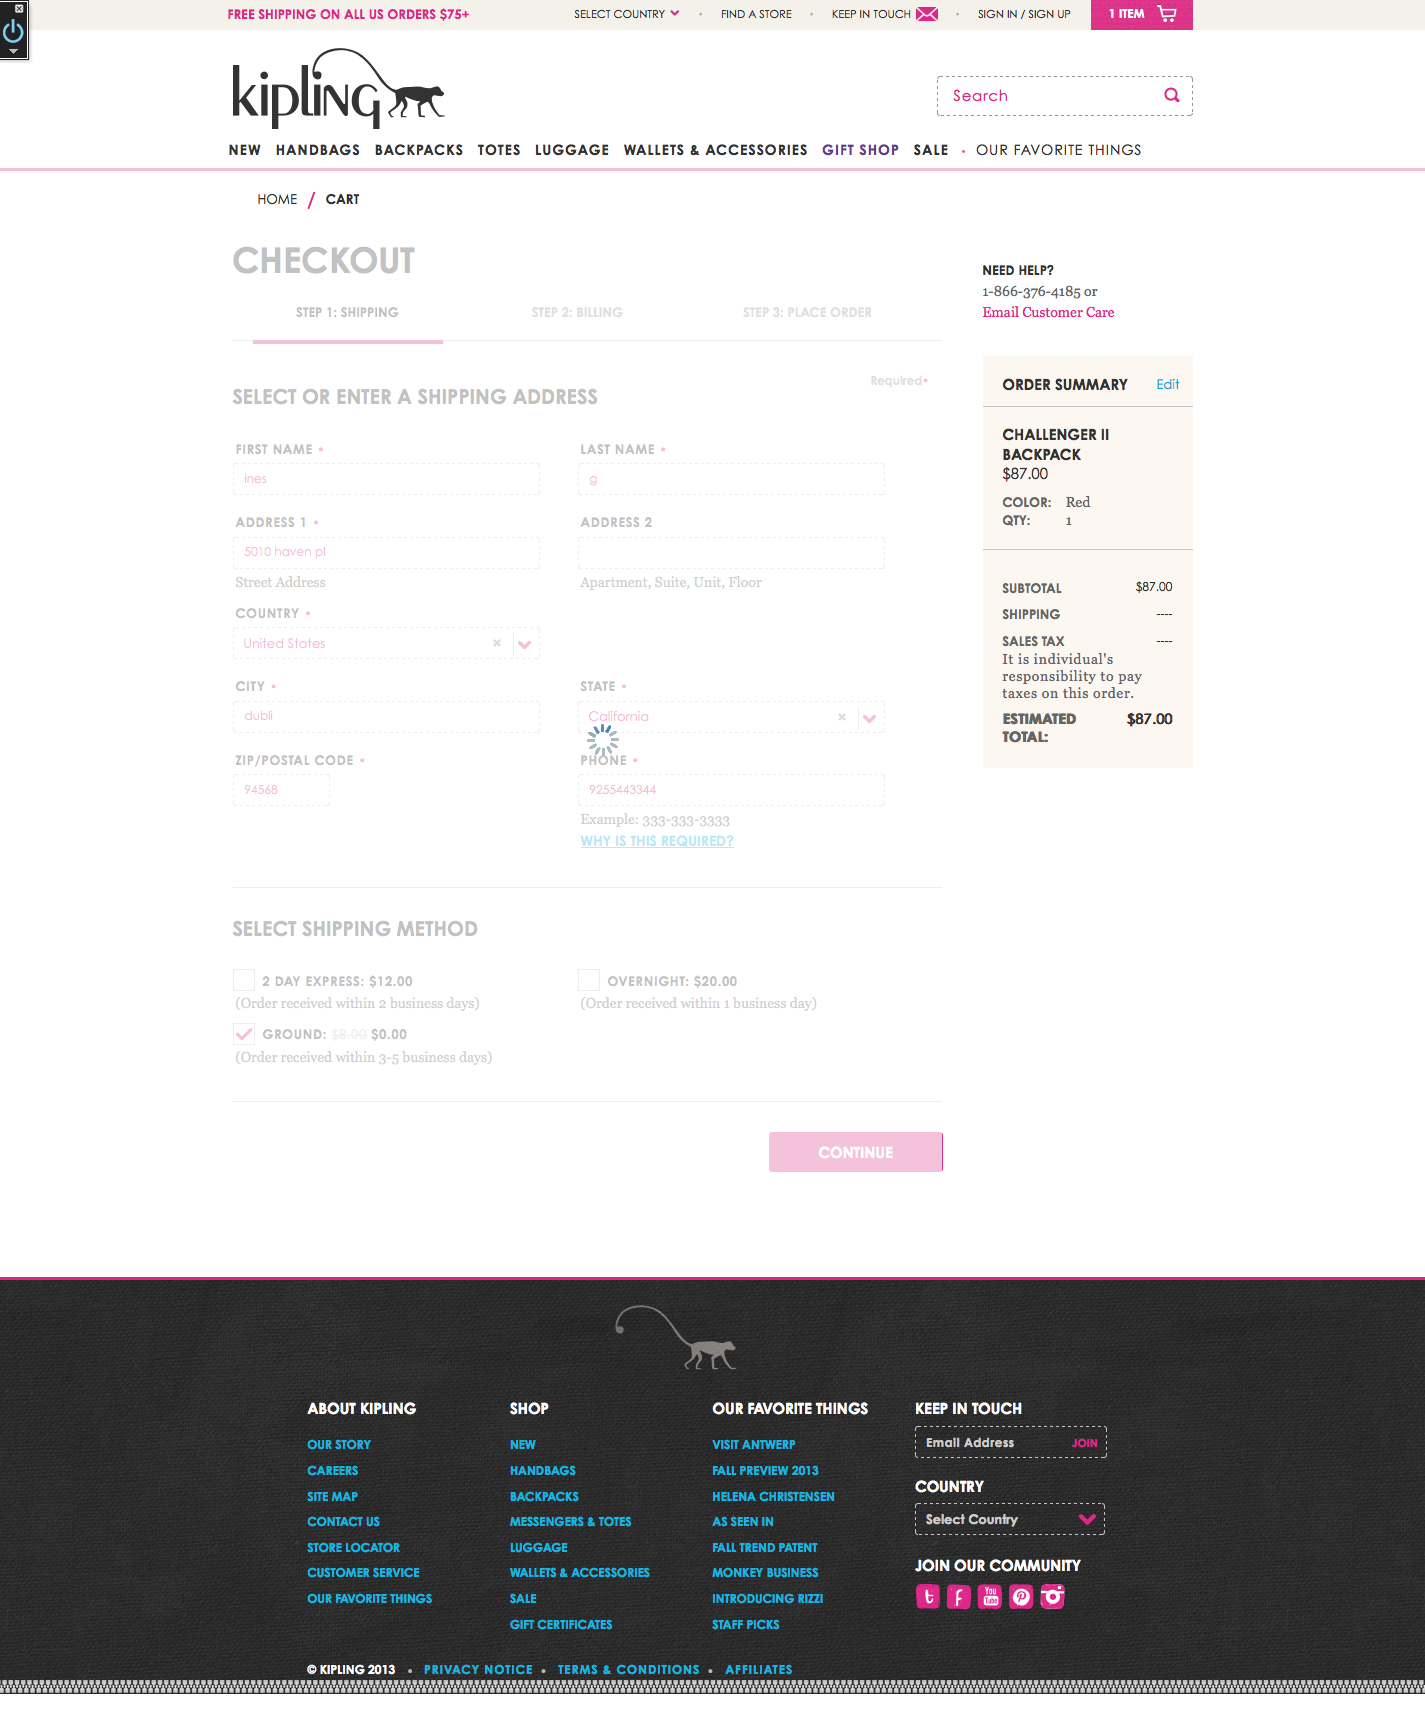 FREE SHIPPING ON ALL US ORDERS $75+
SELECT COUNTRY • FIND A STORE • KEEP IN TOUCH • SIGN IN / SIGN UP
1 ITEM
kipling
Search
NEW HANDBAGS BACKPACKS TOTES LUGGAGE WALLETS & ACCESSORIES GIFT SHOP SALE • OUR FAVORITE THINGS
HOME / CART
CHECKOUT
STEP 1: SHIPPING STEP 2: BILLING STEP 3: PLACE ORDER
Required•
SELECT OR ENTER A SHIPPING ADDRESS
FIRST NAME • LAST NAME •
ines g
ADDRESS 1 • ADDRESS 2
5010 haven pl
Street Address Apartment, Suite, Unit, Floor
COUNTRY •
United States ×
CITY • STATE •
dubli California ×
ZIP/POSTAL CODE • PHONE •
94568 9255443344
Example: 333-333-3333
WHY IS THIS REQUIRED?
SELECT SHIPPING METHOD
2 DAY EXPRESS: $12.00 OVERNIGHT: $20.00
(Order received within 2 business days) (Order received within 1 business day)
GROUND: $8.00 $0.00
(Order received within 3-5 business days)
CONTINUE
NEED HELP?
1-866-376-4185 or
Email Customer Care
ORDER SUMMARY Edit
CHALLENGER II
BACKPACK
$87.00
COLOR: Red
QTY: 1
SUBTOTAL $87.00
SHIPPING ----
SALES TAX ----
It is individual's
responsibility to pay
taxes on this order.
ESTIMATED $87.00
TOTAL:
ABOUT KIPLING
OUR STORY
CAREERS
SITE MAP
CONTACT US
STORE LOCATOR
CUSTOMER SERVICE
OUR FAVORITE THINGS
SHOP
NEW
HANDBAGS
BACKPACKS
MESSENGERS & TOTES
LUGGAGE
WALLETS & ACCESSORIES
SALE
GIFT CERTIFICATES
OUR FAVORITE THINGS
VISIT ANTWERP
FALL PREVIEW 2013
HELENA CHRISTENSEN
AS SEEN IN
FALL TREND PATENT
MONKEY BUSINESS
INTRODUCING RIZZI
STAFF PICKS
KEEP IN TOUCH
Email Address JOIN
COUNTRY
Select Country
JOIN OUR COMMUNITY
You Tube
© KIPLING 2013 • PRIVACY NOTICE • TERMS & CONDITIONS • AFFILIATES